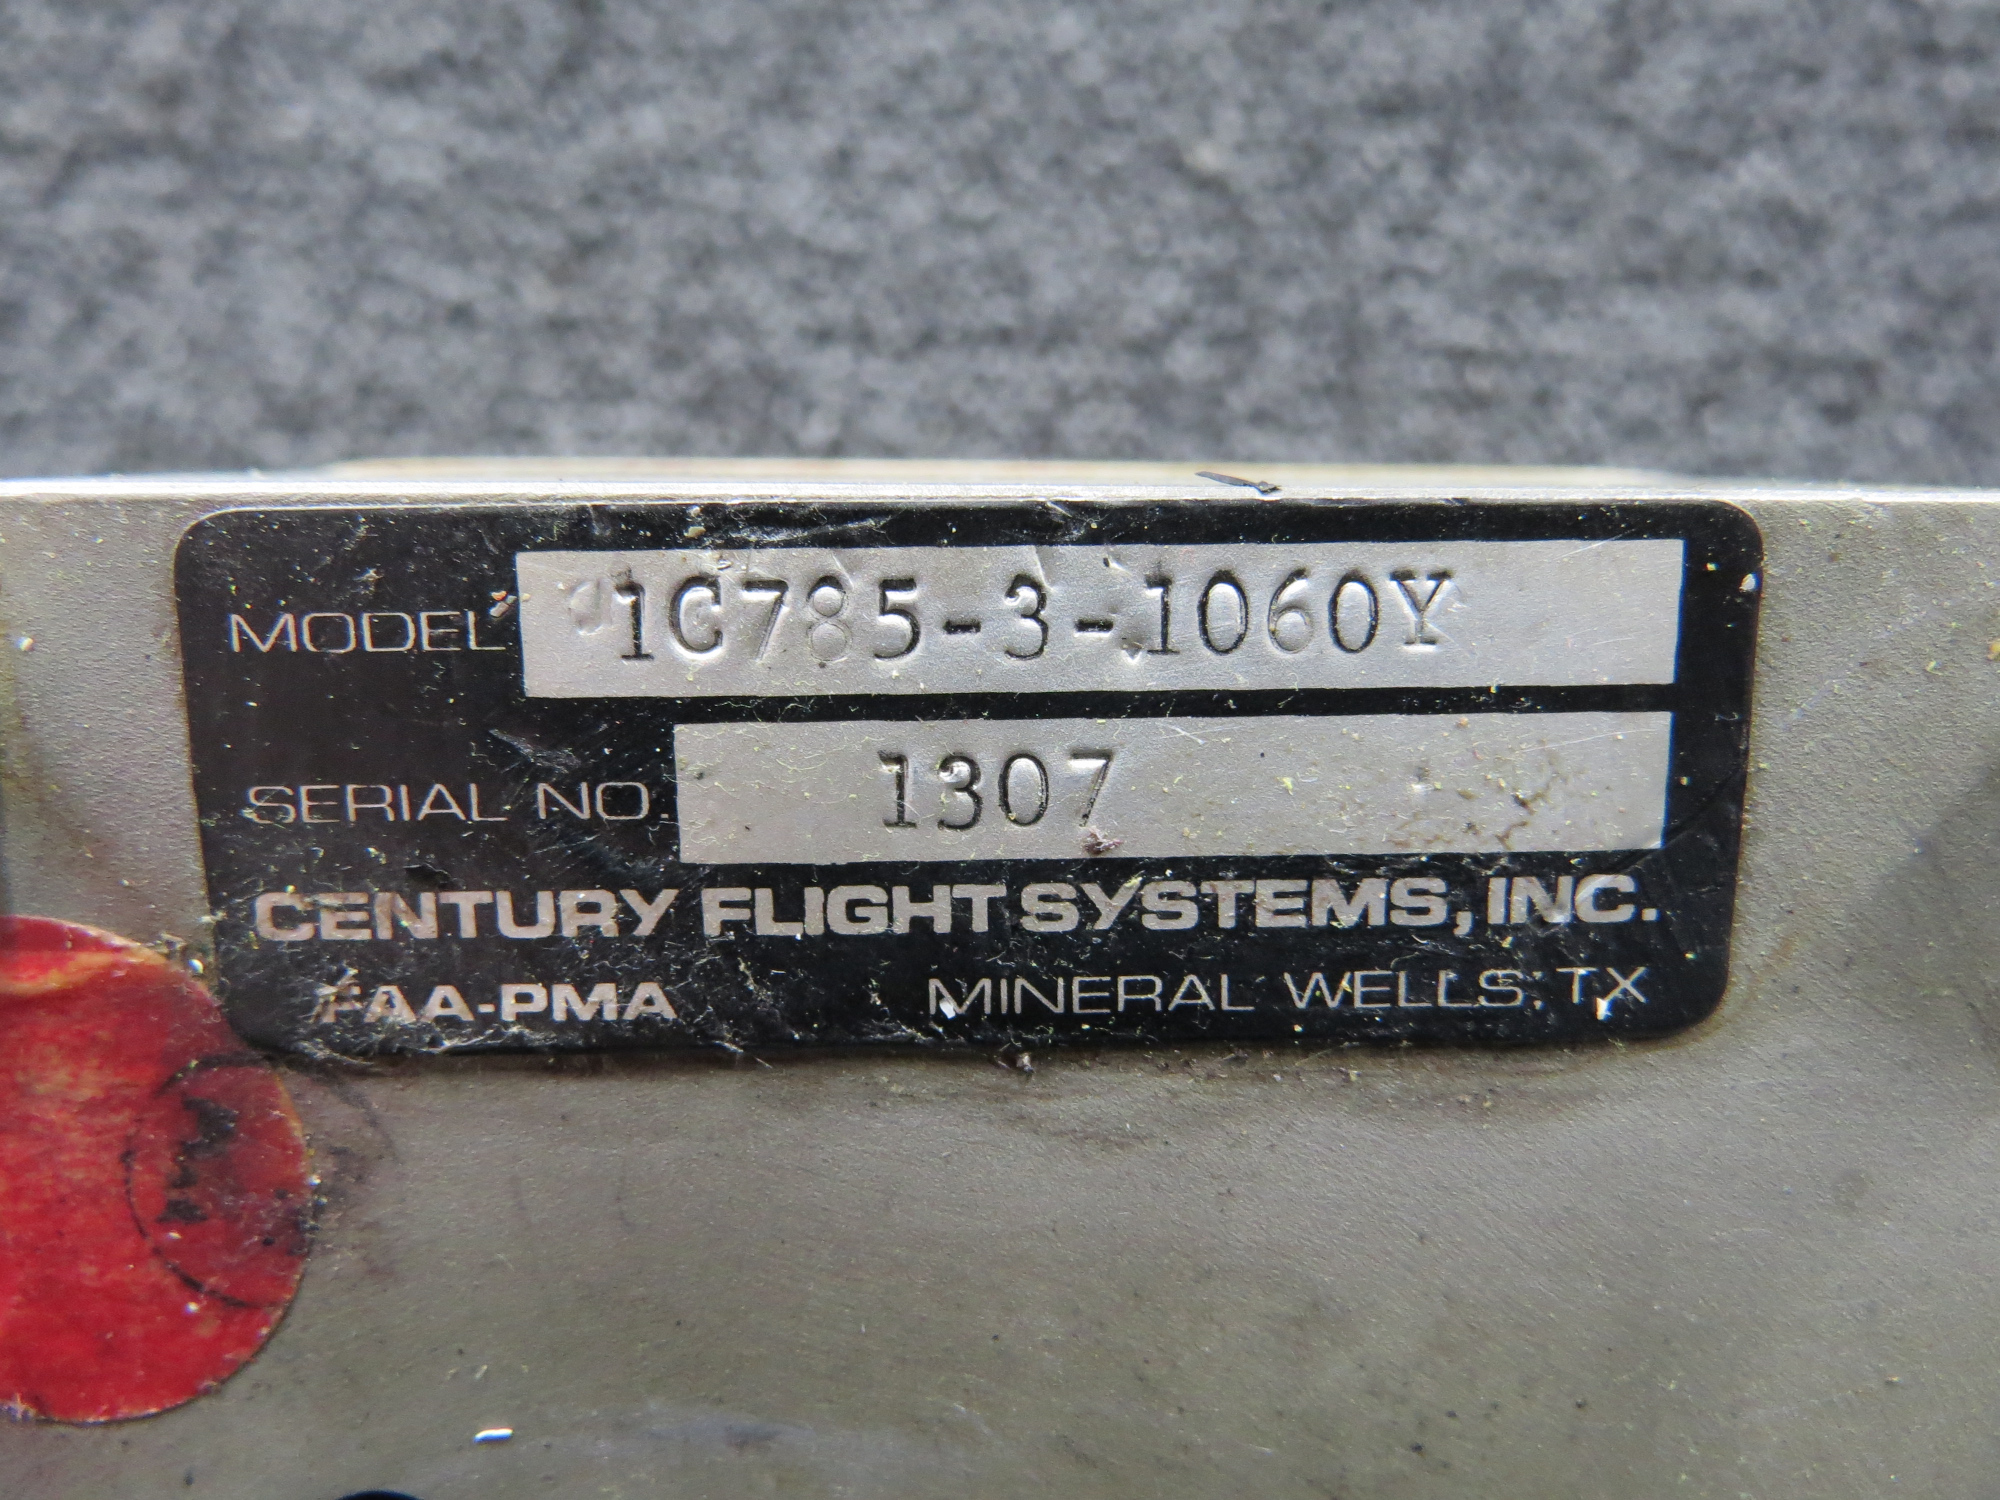 MODEL 1C785-3-1060Y
SERIAL NO. 1307
CENTURY FLIGHT SYSTEMS, INC.
FAA-PMA MINERAL WELLS, TX